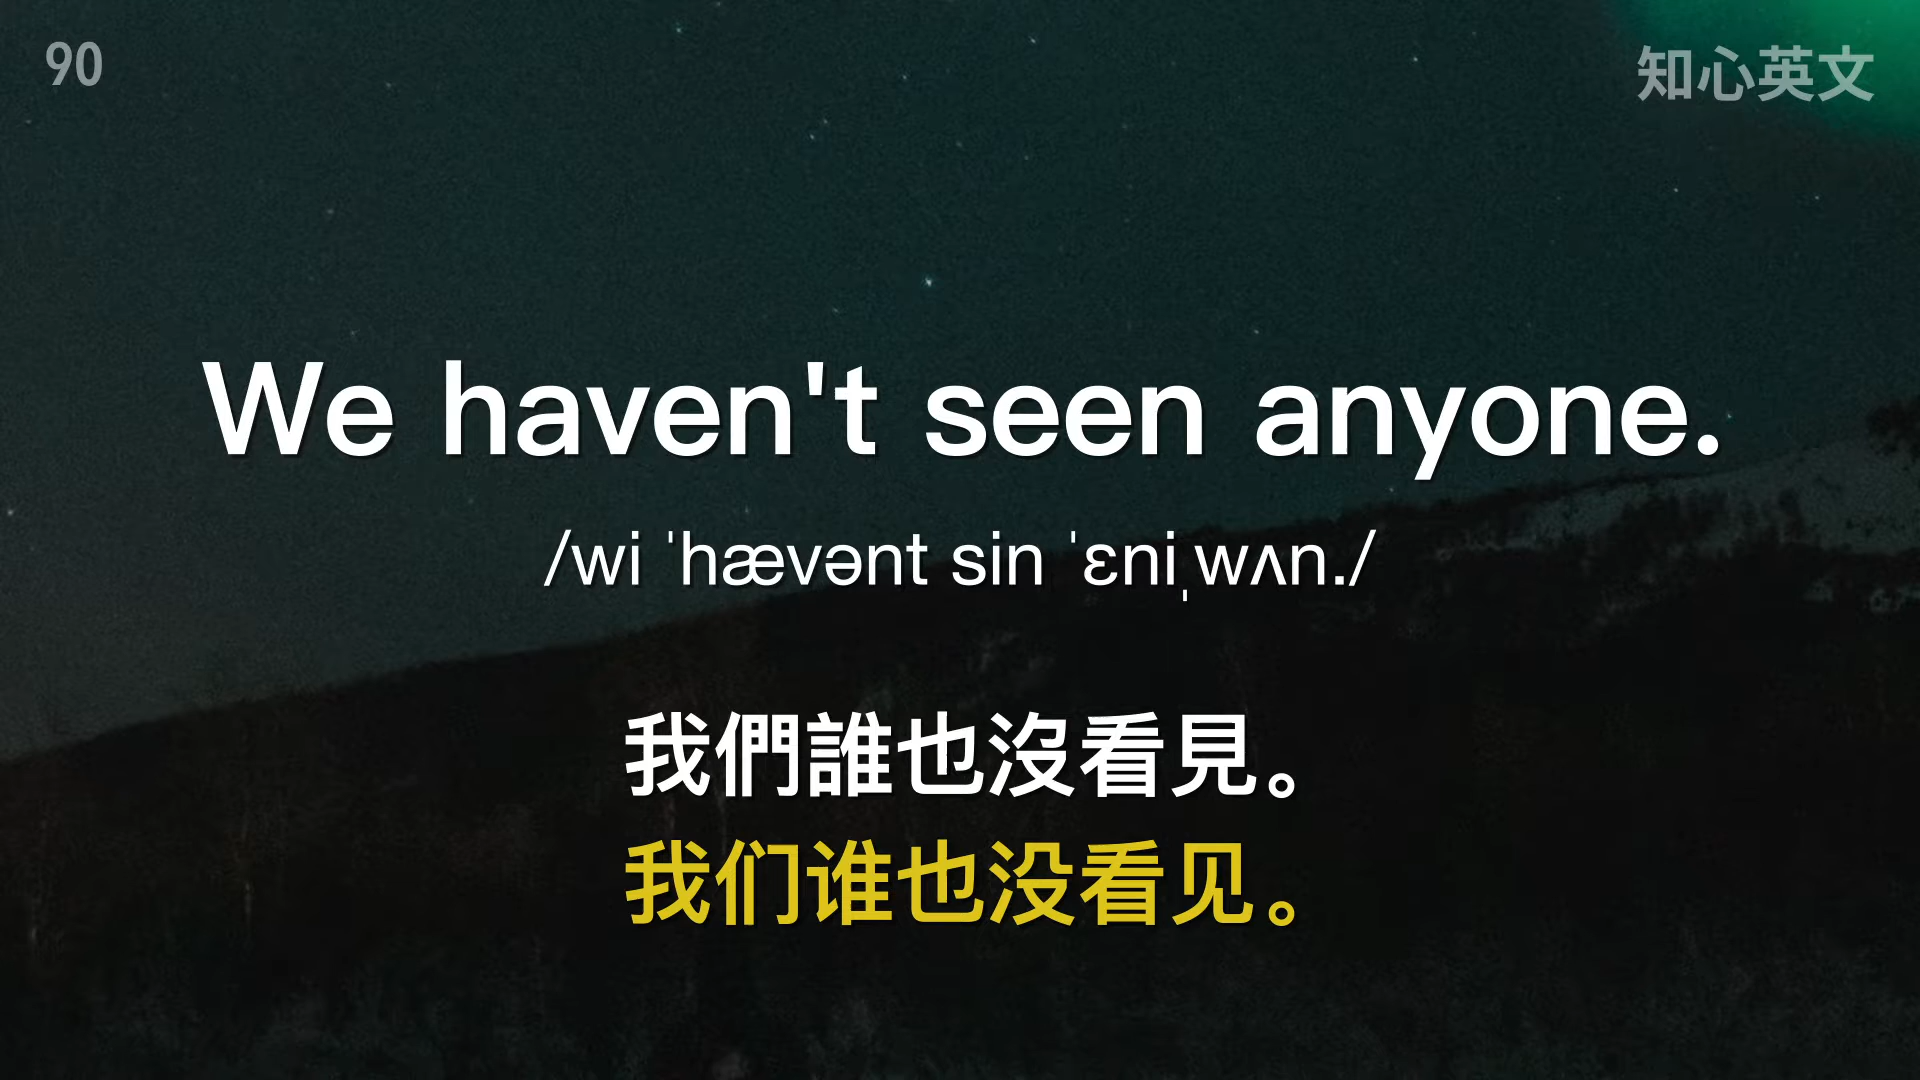 90
知心英文
We haven't seen anyone.
/wi ˈhævənt sin ˈɛniˌwʌn./
我們誰也沒看見。
我们谁也没看见。